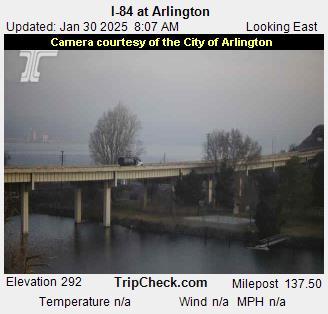 I-84 at Arlington
Updated: Jan 30 2025 8:07 AM Looking East
Camera courtesy of the City of Arlington
Elevation 292 TripCheck.com Milepost 137.50
Temperature n/a Wind n/a MPH n/a